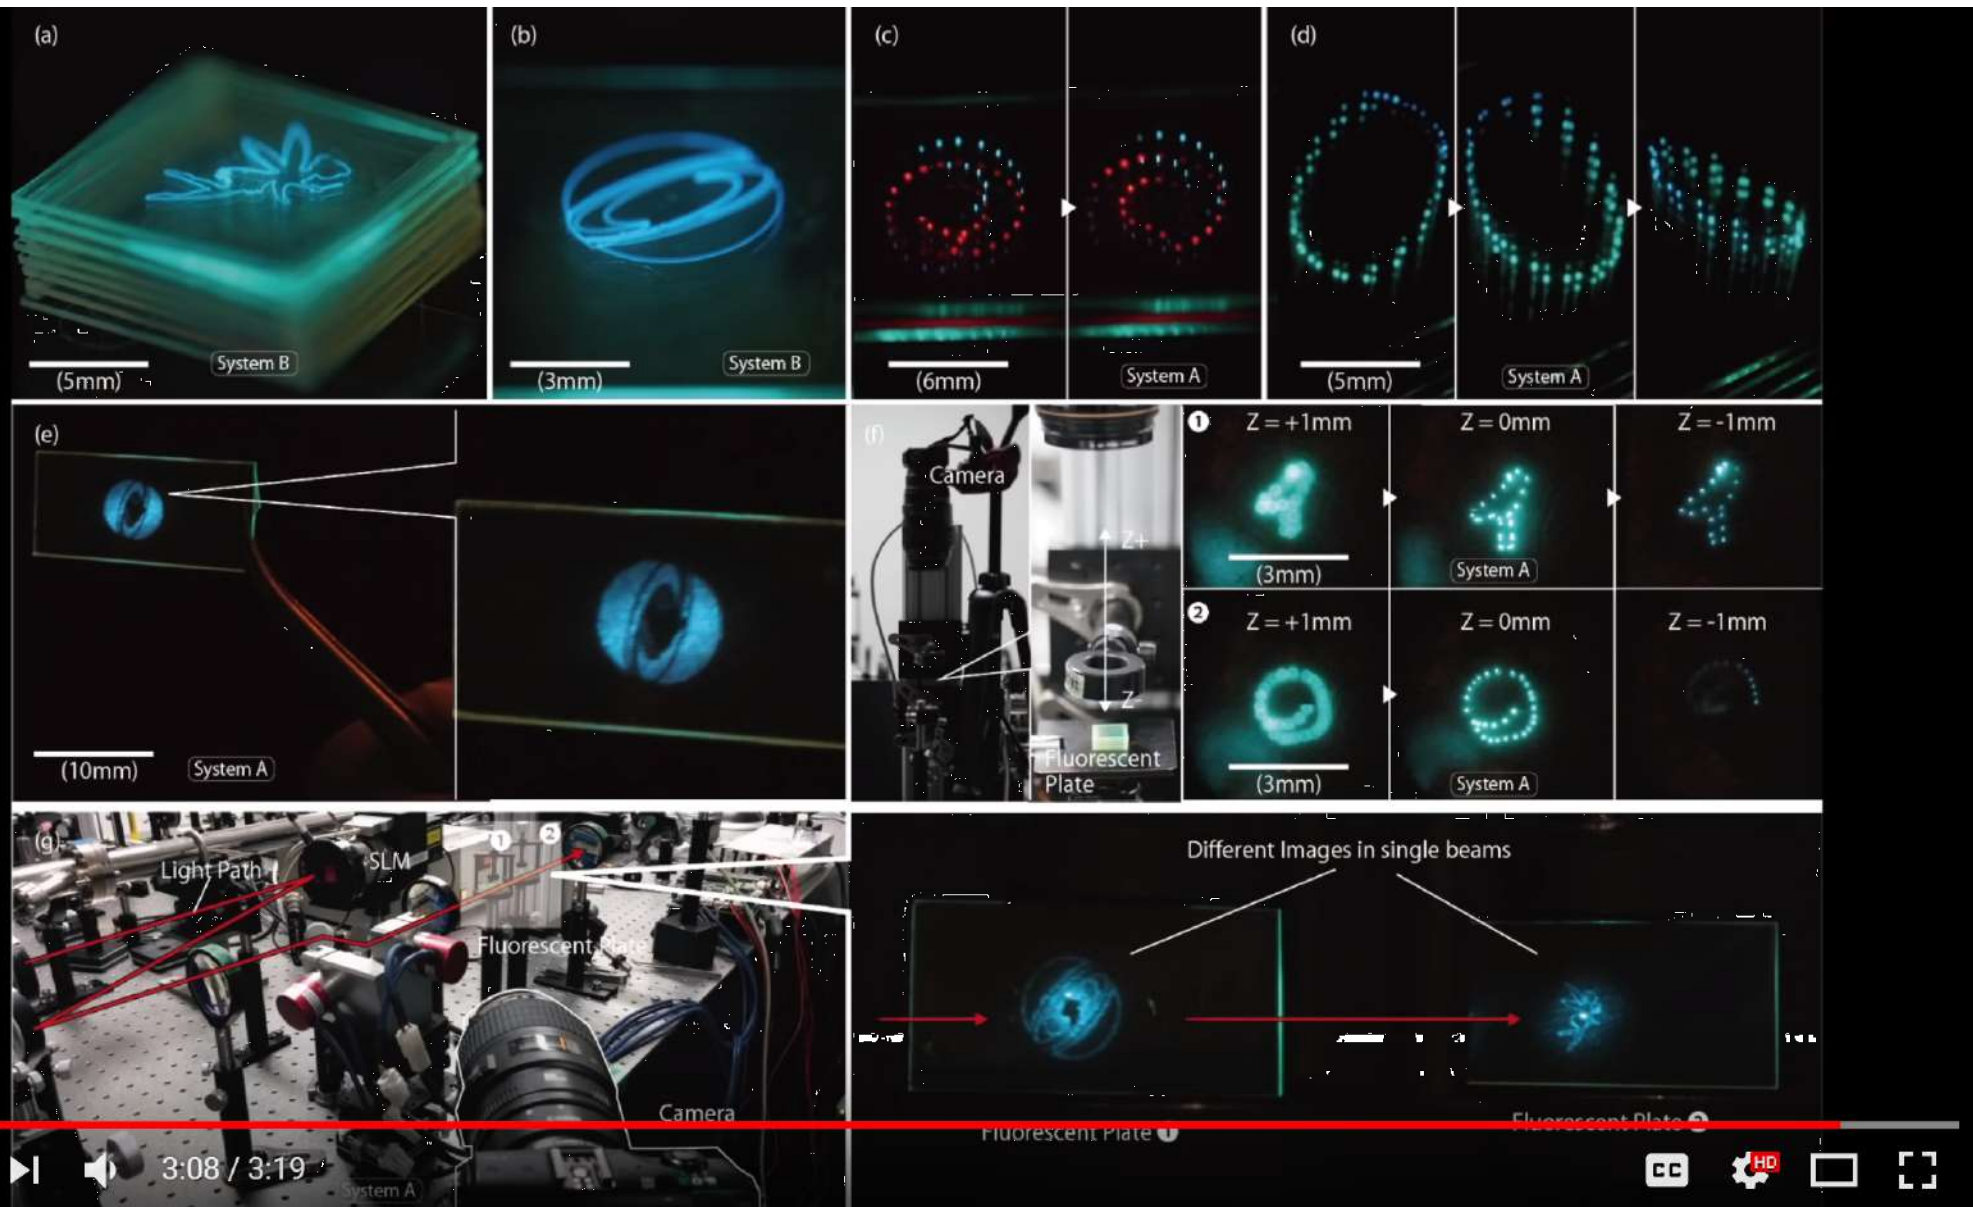 (a)
(5mm)
System B
(b)
(3mm)
System B
(c)
(6mm)
System A
(d)
(5mm)
System A
(e)
(10mm)
System A
(f)
Camera
Z+
Z-
Fluorescent
Plate
1
Z = +1mm
Z = 0mm
Z = -1mm
(3mm)
System A
2
Z = +1mm
Z = 0mm
Z = -1mm
(3mm)
System A
(g)
Light Path
SLM
1
2
Fluorescent Plate
Camera
System A
Different Images in single beams
Fluorescent Plate 1
Fluorescent Plate 2
3:08 / 3:19
CC
HD